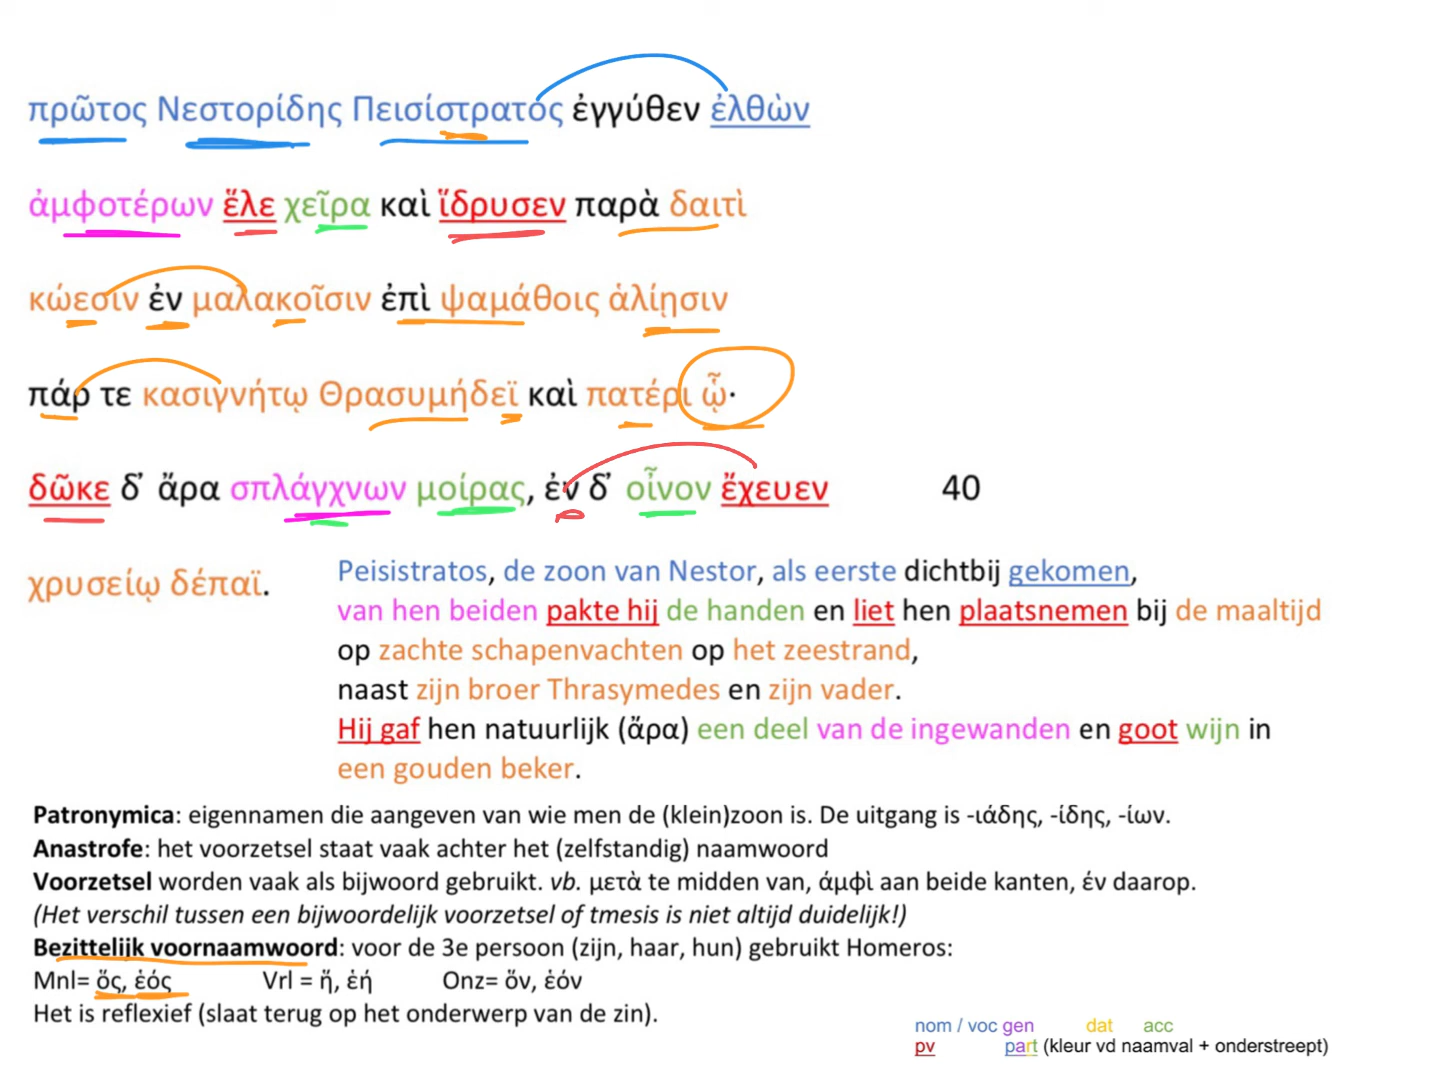 πρῶτος Νεστορίδης Πεισίστρατος ἐγγύθεν ἐλθὼν
ἀμφοτέρων ἕλε χεῖρα καὶ ἵδρυσεν παρὰ δαιτὶ
κώεσιν ἐν μαλακοῖσιν ἐπὶ ψαμάθοις ἁλίῃσιν
πάρ τε κασιγνήτῳ Θρασυμήδεϊ καὶ πατέρι ᾧ·
δῶκε δ’ ἄρα σπλάγχνων μοίρας, ἐν δ’ οἶνον ἔχευεν 40
χρυσείῳ δέπαϊ.
Peisistratos, de zoon van Nestor, als eerste dichtbij gekomen,
van hen beiden pakte hij de handen en liet hen plaatsnemen bij de maaltijd
op zachte schapenvachten op het zeestrand,
naast zijn broer Thrasymedes en zijn vader.
Hij gaf hen natuurlijk (ἄρα) een deel van de ingewanden en goot wijn in
een gouden beker.
Patronymica: eigennamen die aangeven van wie men de (klein)zoon is. De uitgang is -ιάδης, -ίδης, -ίων.
Anastrofe: het voorzetsel staat vaak achter het (zelfstandig) naamwoord
Voorzetsel worden vaak als bijwoord gebruikt. vb. μετὰ te midden van, ἁμφὶ aan beide kanten, ἐν daarop.
(Het verschil tussen een bijwoordelijk voorzetsel of tmesis is niet altijd duidelijk!)
Bezittelijk voornaamwoord: voor de 3e persoon (zijn, haar, hun) gebruikt Homeros:
Mnl= ὅς, ἑός Vrl = ἥ, ἑή Onz= ὅν, ἑόν
Het is reflexief (slaat terug op het onderwerp van de zin).
nom / voc gen dat acc
pv part (kleur vd naamval + onderstreept)